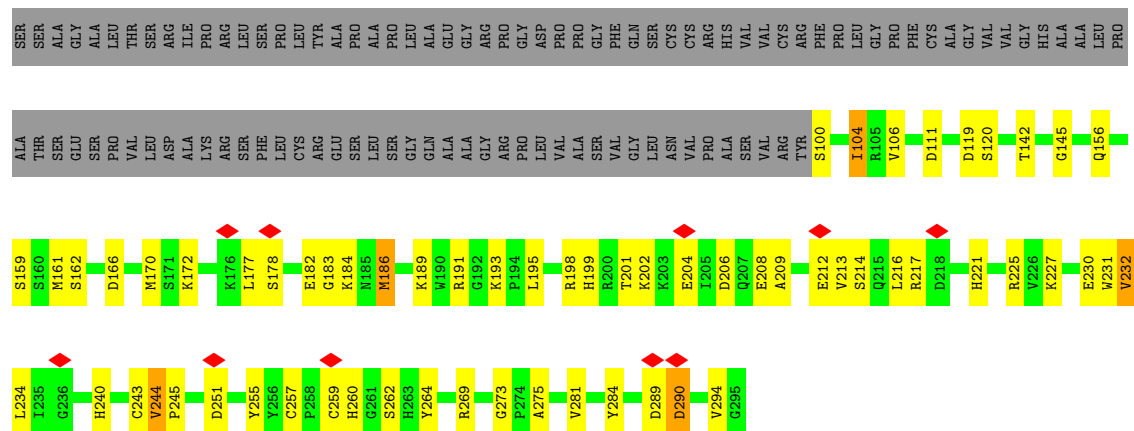 SER SER ALA GLY ALA LEU THR SER ARG ILE PRO ARG LEU SER PRO LEU TYR ALA PRO ALA PRO LEU ALA GLU GLY ARG PRO GLY ASP PRO PRO GLY PHE GLN SER CYS CYS ARG HIS VAL VAL CYS ARG PHE PRO LEU GLY PRO PHE CYS ALA GLY VAL VAL GLY HIS ALA ALA LEU PRO
ALA THR SER GLU SER PRO VAL LEU ASP ALA LYS ARG SER PHE LEU CYS ARG GLU SER LEU SER GLY GLN ALA ALA GLY ARG PRO LEU VAL ALA SER VAL GLY LEU ASN VAL PRO ALA SER VAL ARG TYR S100 I104 R105 V106 D111 D119 S120 T142 G145 Q156
S159 S160 M161 S162 D166 M170 S171 K172 K176 L177 S178 E182 G183 K184 N185 M186 K189 W190 R191 G192 K193 P194 L195 R198 H199 R200 T201 K202 K203 E204 I205 D206 Q207 E208 A209 E212 V213 S214 Q215 L216 R217 D218 H221 R225 V226 K227 E230 W231 V232
L234 I235 G236 H240 C243 V244 P245 D251 Y255 Y256 C257 P258 C259 H260 G261 S262 H263 Y264 R269 G273 P274 A275 V281 Y284 D289 D290 V294 G295